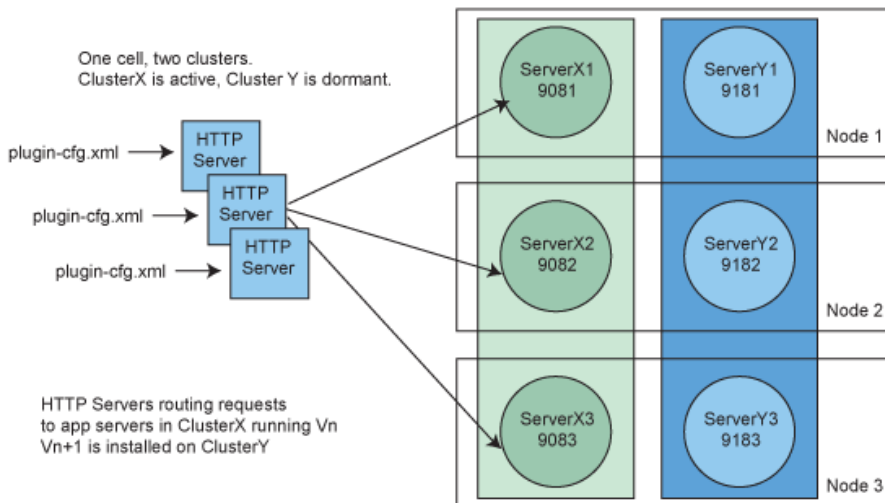 One cell, two clusters.
ClusterX is active, Cluster Y is dormant.
plugin-cfg.xml
HTTP
Server
plugin-cfg.xml
HTTP
Server
plugin-cfg.xml
HTTP
Server
HTTP Servers routing requests
to app servers in ClusterX running Vn
Vn+1 is installed on ClusterY
ServerX1
9081
ServerY1
9181
Node 1
ServerX2
9082
ServerY2
9182
Node 2
ServerX3
9083
ServerY3
9183
Node 3